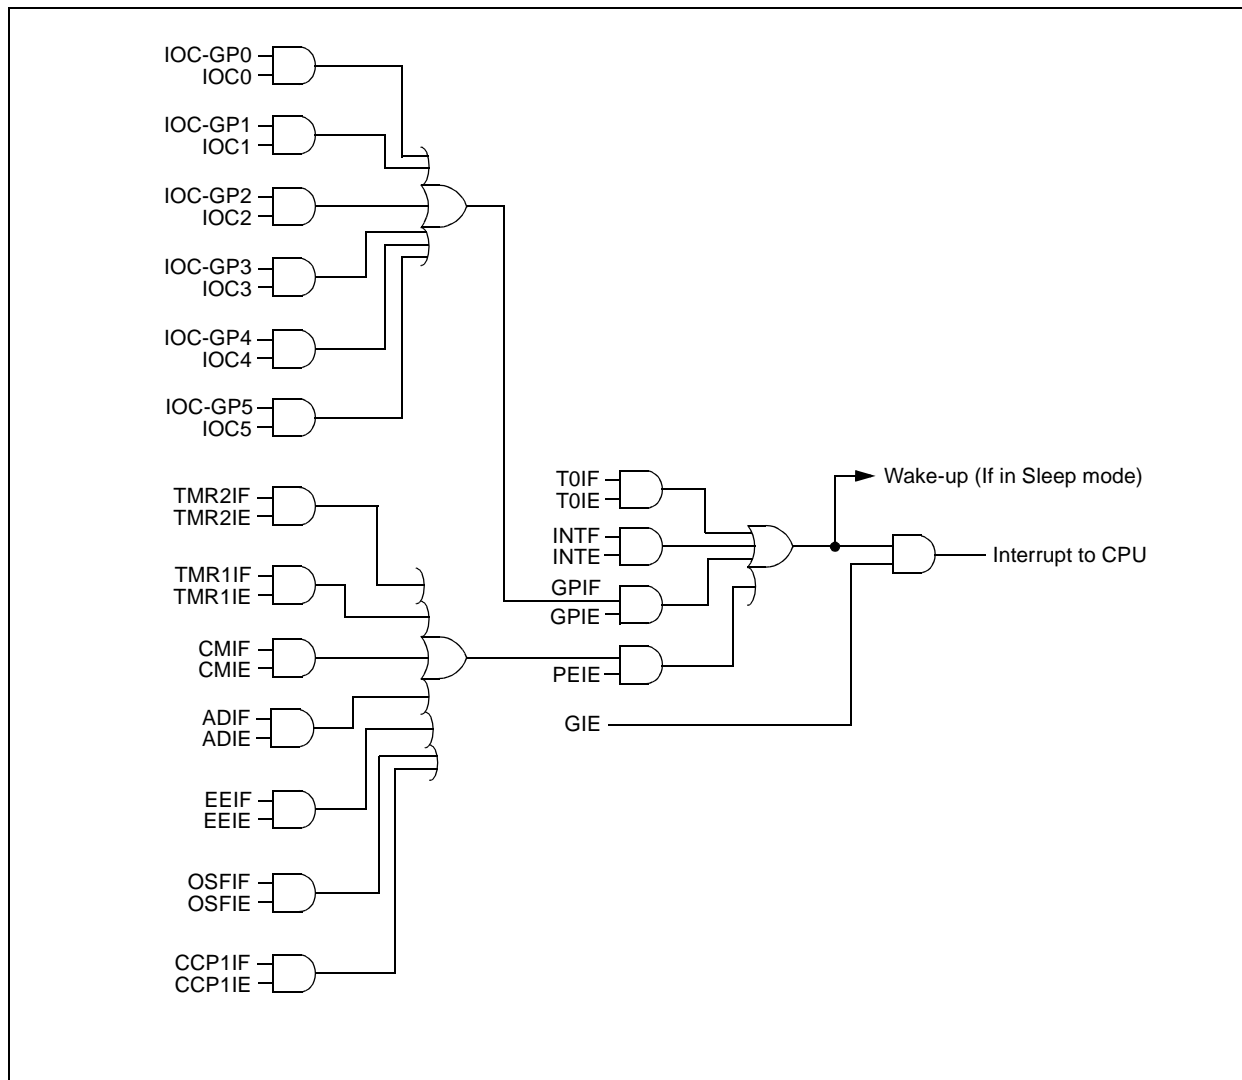 IOC-GP0
IOC0
IOC-GP1
IOC1
IOC-GP2
IOC2
IOC-GP3
IOC3
IOC-GP4
IOC4
IOC-GP5
IOC5
TMR2IF
TMR2IE
TMR1IF
TMR1IE
CMIF
CMIE
ADIF
ADIE
EEIF
EEIE
OSFIF
OSFIE
CCP1IF
CCP1IE
T0IF
T0IE
INTF
INTE
GPIF
GPIE
PEIE
GIE
Wake-up (If in Sleep mode)
Interrupt to CPU